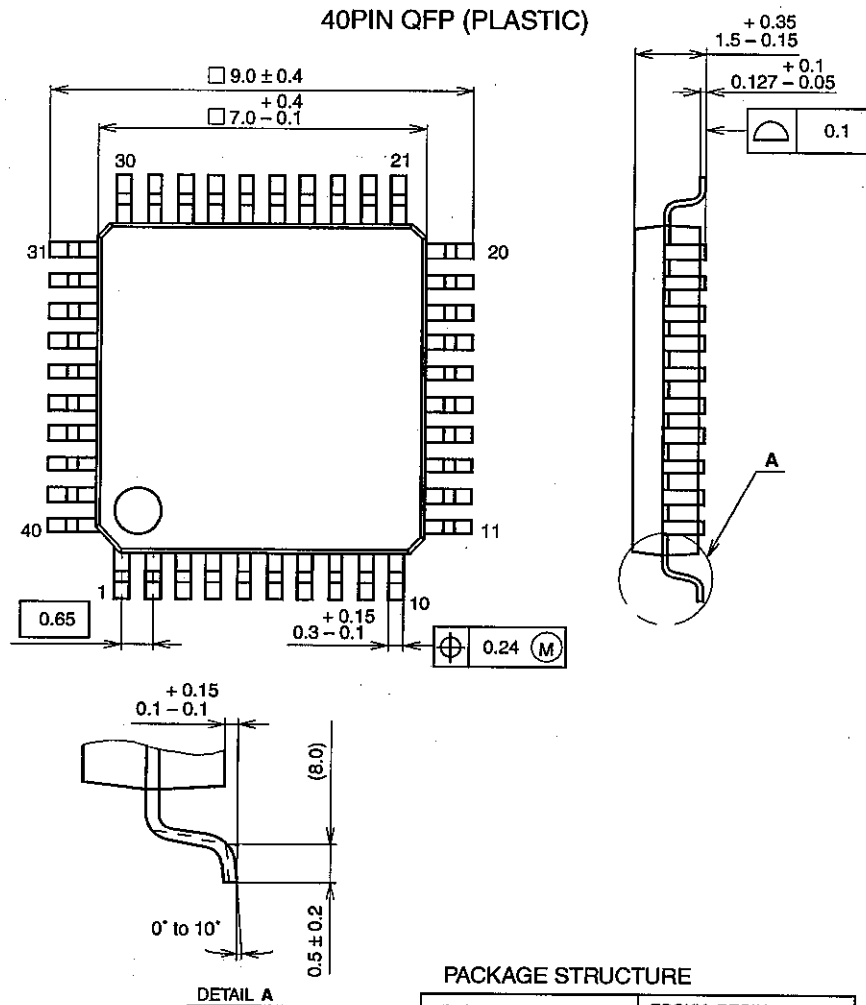 40PIN QFP (PLASTIC)
+ 0.35
1.5 – 0.15
+ 0.1
0.127 – 0.05
0.1
□ 9.0 ± 0.4
+ 0.4
□ 7.0 – 0.1
30
21
31
20
40
11
A
1
10
0.65
+ 0.15
0.3 – 0.1
⌖ 0.24 Ⓜ
+ 0.15
0.1 – 0.1
(8.0)
0.5 ± 0.2
0° to 10°
DETAIL A
PACKAGE STRUCTURE